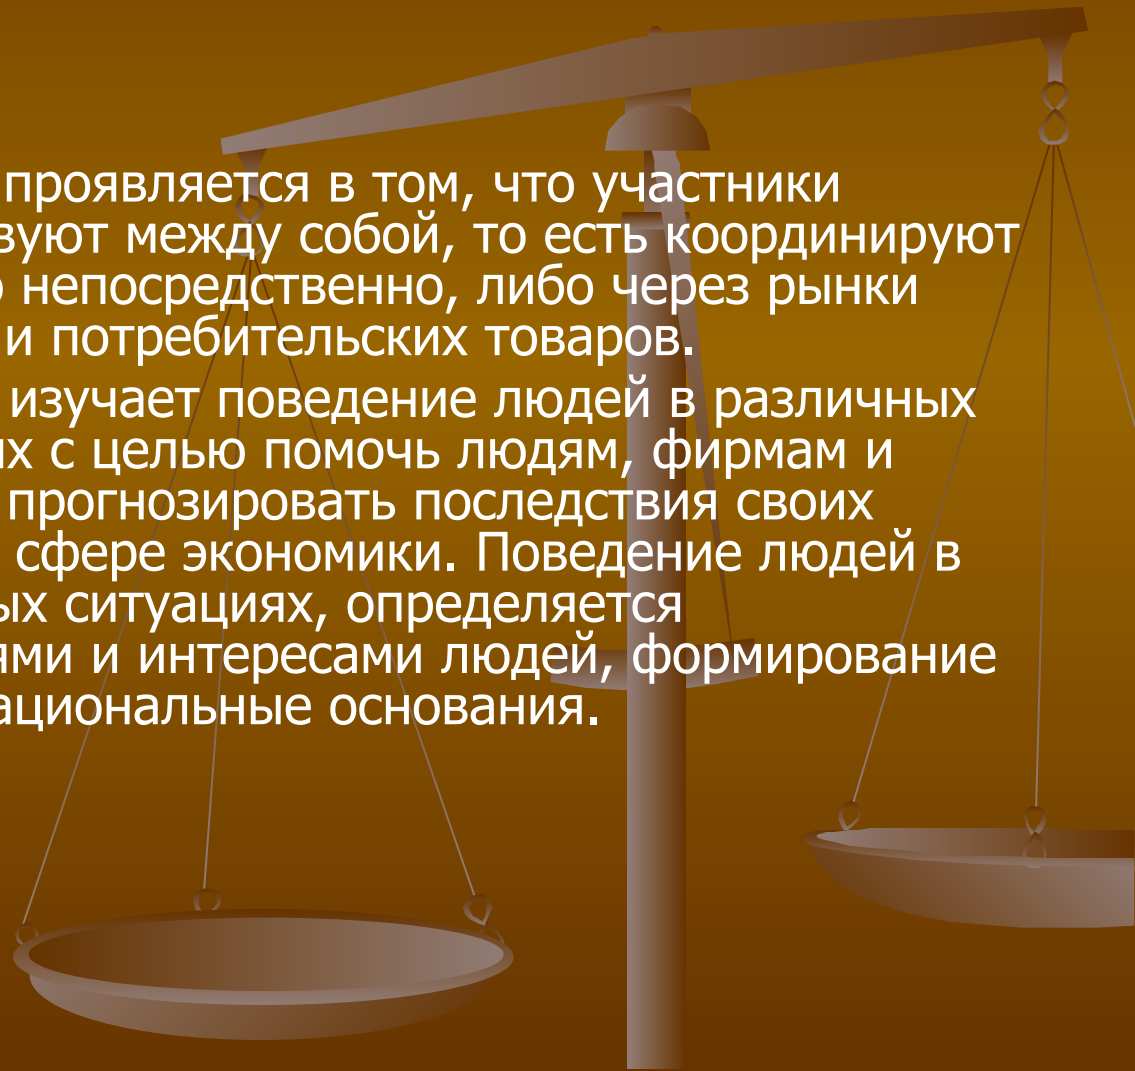 проявляется в том, что участники
вуют между собой, то есть координируют
непосредственно, либо через рынки
и потребительских товаров.
изучает поведение людей в различных
ях с целью помочь людям, фирмам и
прогнозировать последствия своих
сфере экономики. Поведение людей в
ых ситуациях, определяется
ями и интересами людей, формирование
ациональные основания.